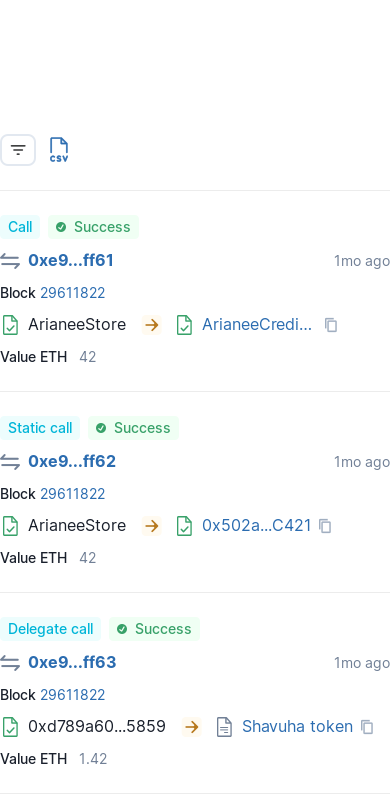 CSV
Call Success
0xe9...ff61 1mo ago
Block 29611822
ArianeeStore ArianeeCredi...
Value ETH 42
Static call Success
0xe9...ff62 1mo ago
Block 29611822
ArianeeStore 0x502a...C421
Value ETH 42
Delegate call Success
0xe9...ff63 1mo ago
Block 29611822
0xd789a60...5859 Shavuha token
Value ETH 1.42